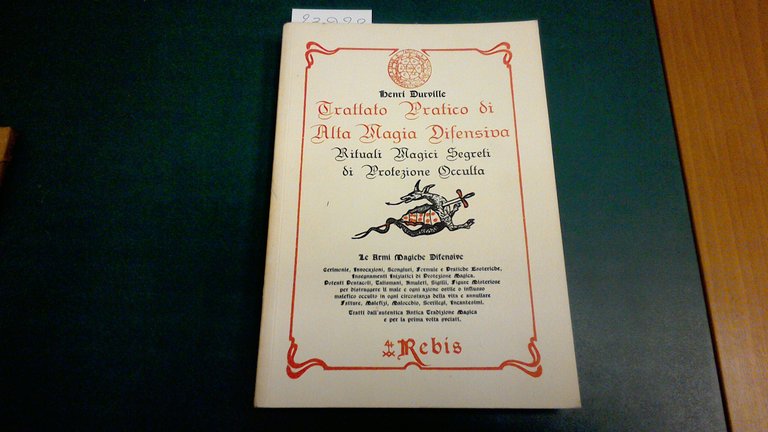 Henri Durville
Trattato Pratico di
Alta Magia Difensiva
Rituali Magici Segreti
di Protezione Occulta
Le Armi Magiche Difensive
Cerimonie, Invocazioni, Scongiuri, Formule e Pratiche Esoteriche,
Insegnamenti Iniziatici di Protezione Magica,
Potenti Pentacoli, Talismani, Amuleti, Sigilli, Figure Misteriose
per distruggere il male e ogni azione ostile o influsso
malefico occulto in ogni circostanza della vita e annullare
Fatture, Malefizi, Malocchio, Sortilegi, Incantesimi.
Tratti dall'autentica Antica Tradizione Magica
e per la prima volta svelati.
Rebis